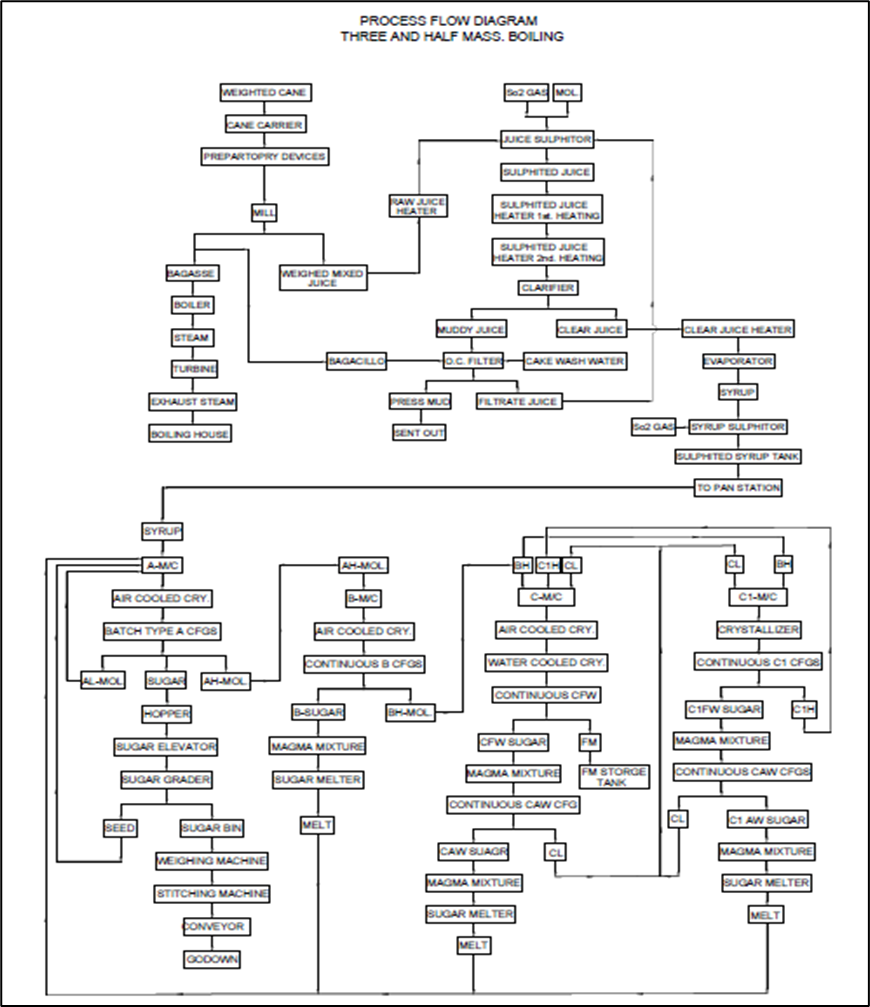 PROCESS FLOW DIAGRAM
THREE AND HALF MASS. BOILING
WEIGHTED CANE
CANE CARRIER
PREPARTOPRY DEVICES
MILL
BAGASSE
WEIGHED MIXED
JUICE
BOILER
STEAM
TURBINE
EXHAUST STEAM
BOILING HOUSE
RAW JUICE
HEATER
So2 GAS
MOL.
JUICE SULPHITOR
SULPHITED JUICE
SULPHITED JUICE
HEATER 1st. HEATING
SULPHITED JUICE
HEATER 2nd. HEATING
CLARIFIER
MUDDY JUICE
CLEAR JUICE
CLEAR JUICE HEATER
BAGACILLO
O.C. FILTER
CAKE WASH WATER
PRESS MUD
FILTRATE JUICE
SENT OUT
EVAPORATOR
SYRUP
So2 GAS
SYRUP SULPHITOR
SULPHITED SYRUP TANK
TO PAN STATION
SYRUP
A-M/C
AIR COOLED CRY.
BATCH TYPE A CFGS
AL-MOL.
SUGAR
AH-MOL.
HOPPER
SUGAR ELEVATOR
SUGAR GRADER
SEED
SUGAR BIN
WEIGHING MACHINE
STITCHING MACHINE
CONVEYOR
GODOWN
AH-MOL.
B-M/C
AIR COOLED CRY.
CONTINUOUS B CFGS
B-SUGAR
BH-MOL.
MAGMA MIXTURE
SUGAR MELTER
MELT
BH
C1H
CL
C-M/C
AIR COOLED CRY.
WATER COOLED CRY.
CONTINUOUS CFW
CFW SUGAR
FM
MAGMA MIXTURE
FM STORGE
TANK
CONTINUOUS CAW CFG
CAW SUAGR
CL
MAGMA MIXTURE
SUGAR MELTER
MELT
CL
BH
C1-M/C
CRYSTALLIZER
CONTINUOUS C1 CFGS
C1FW SUGAR
C1H
MAGMA MIXTURE
CONTINUOUS CAW CFGS
CL
C1 AW SUGAR
MAGMA MIXTURE
SUGAR MELTER
MELT